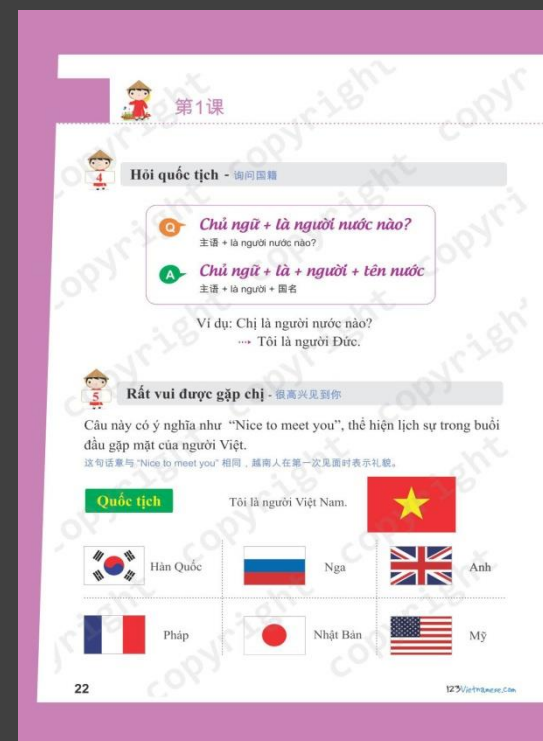 第1课
4
Hỏi quốc tịch - 询问国籍
Q
Chủ ngữ + là người nước nào?
主语 + là người nước nào?
A
Chủ ngữ + là + người + tên nước
主语 + là người + 国名
Ví dụ: Chị là người nước nào?
Tôi là người Đức.
5
Rất vui được gặp chị - 很高兴见到你
Câu này có ý nghĩa như “Nice to meet you”, thể hiện lịch sự trong buổi
đầu gặp mặt của người Việt.
这句话意与 “Nice to meet you” 相同，越南人在第一次见面时表示礼貌。
Quốc tịch
Tôi là người Việt Nam.
Hàn Quốc
Nga
Anh
Pháp
Nhật Bản
Mỹ
22
123Vietnamese.com
copyright